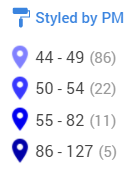 Styled by PM
44 - 49 (86)
50 - 54 (22)
55 - 82 (11)
86 - 127 (5)